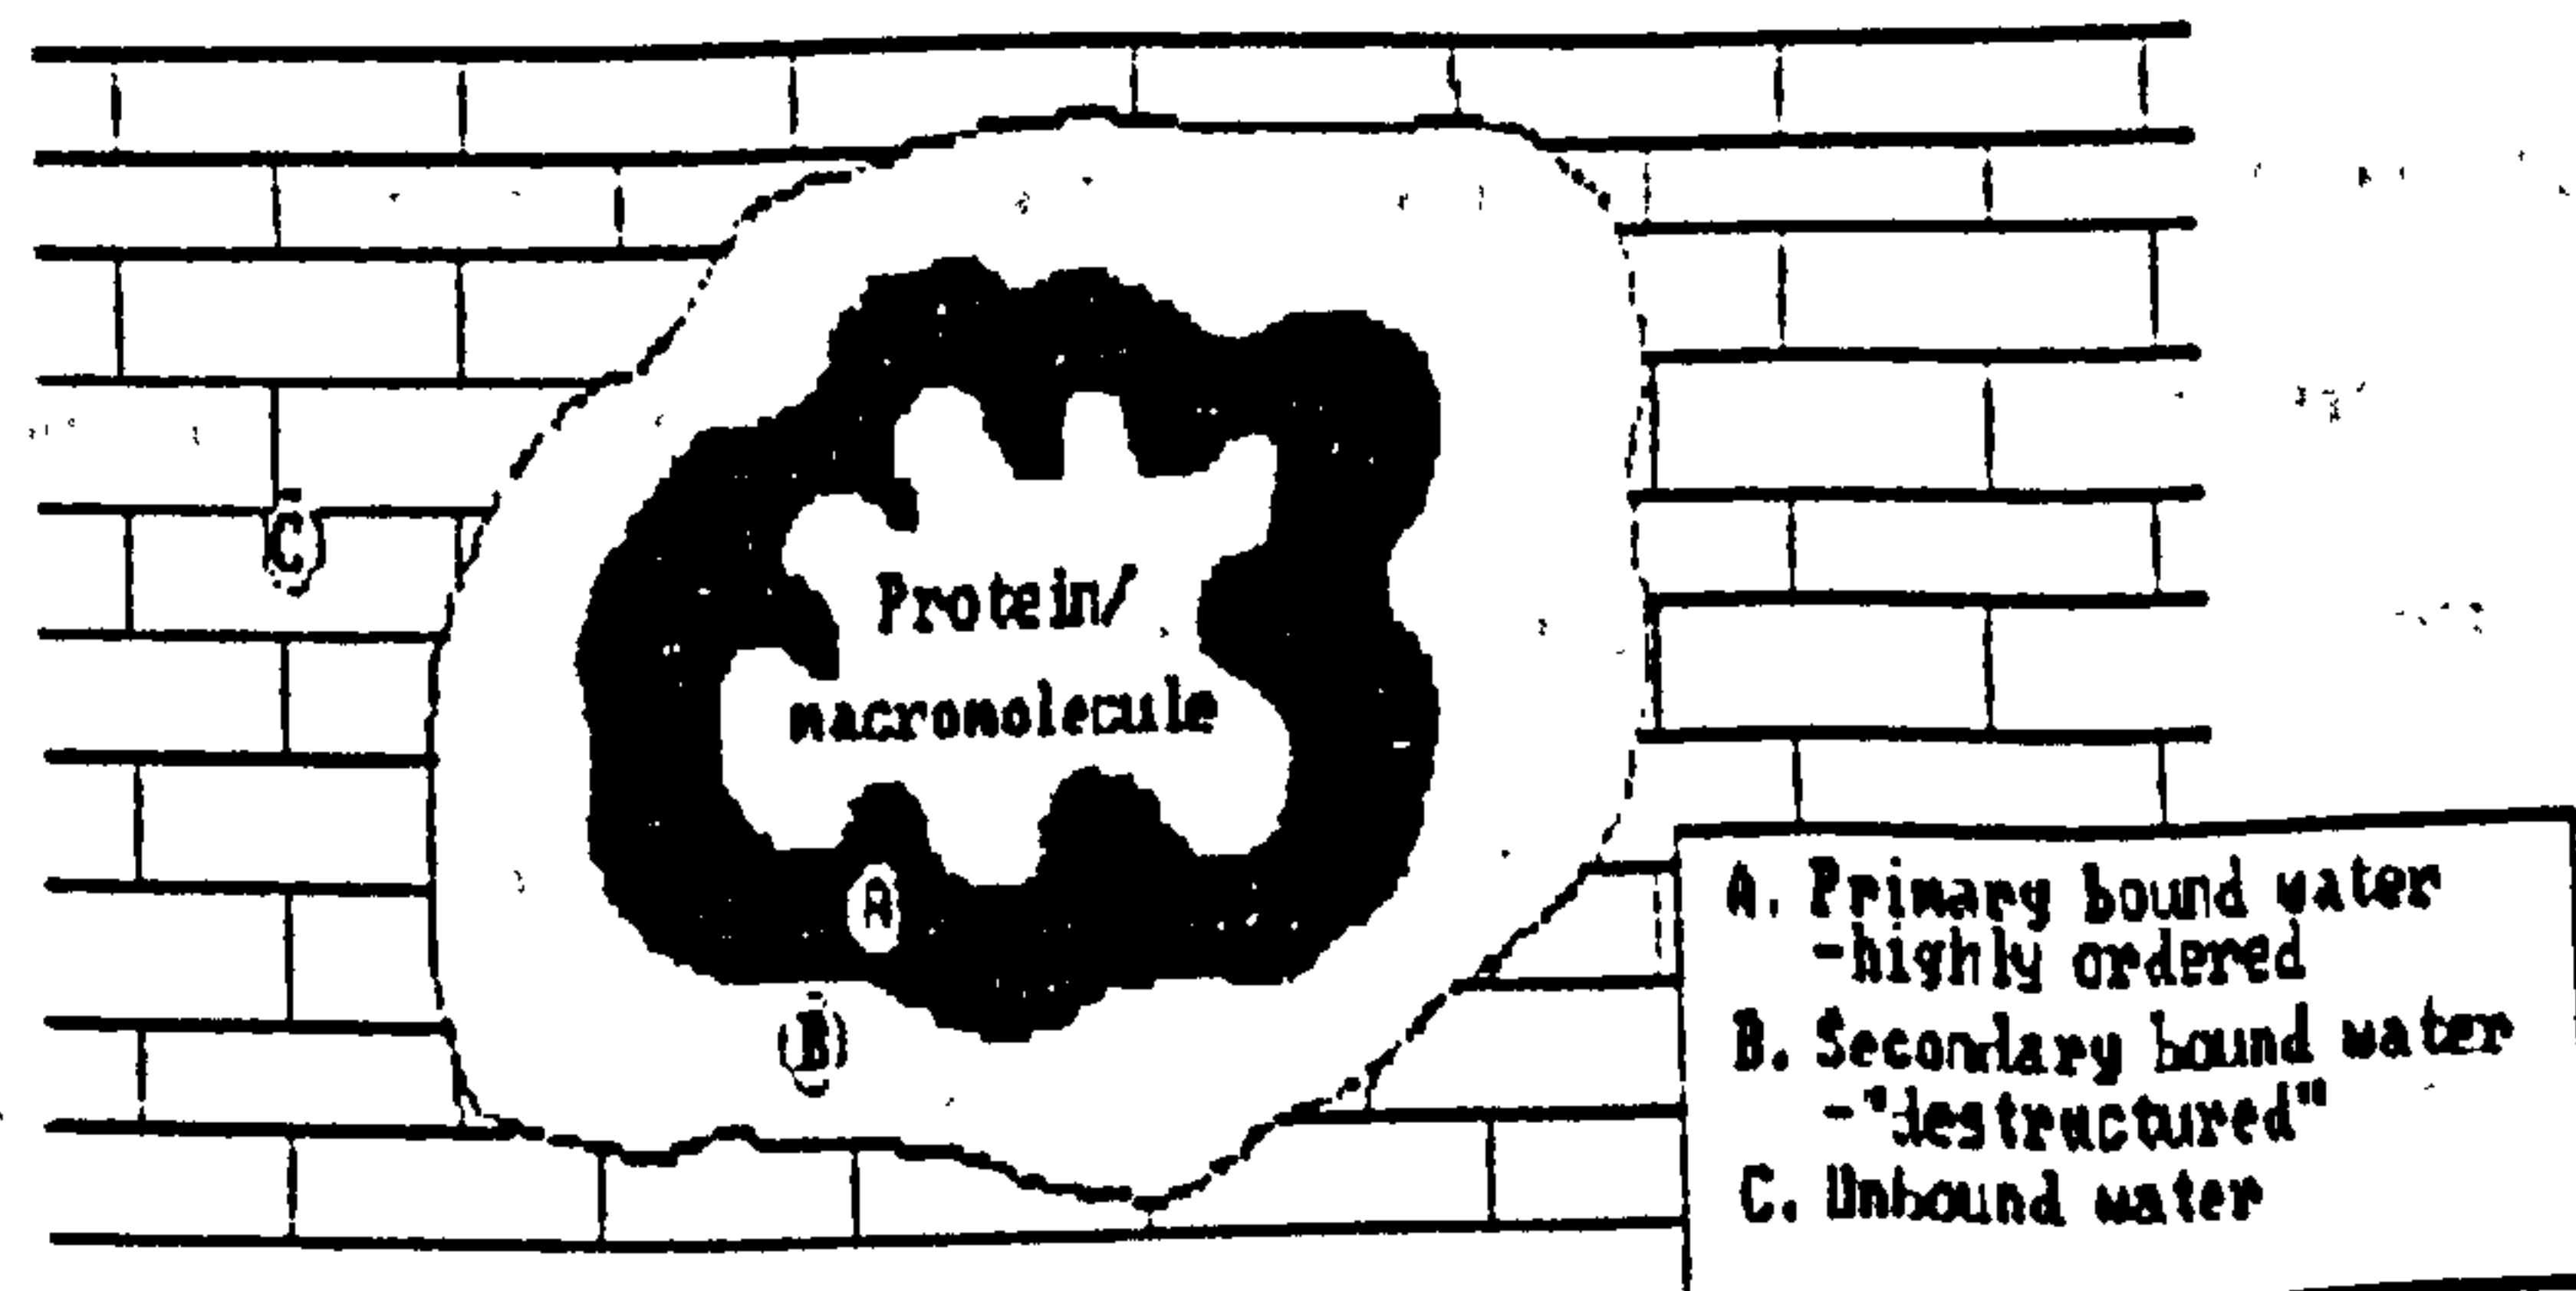 C
Protein/
macromolecule
A
B
A. Primary bound water
-highly ordered
B. Secondary bound water
-"destructured"
C. Unbound water